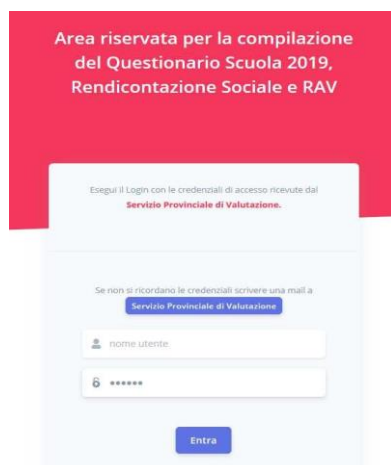 Area riservata per la compilazione
del Questionario Scuola 2019,
Rendicontazione Sociale e RAV
Esegui il Login con le credenziali di accesso ricevute dal
Servizio Provinciale di Valutazione.
Se non si ricordano le credenziali scrivere una mail a
Servizio Provinciale di Valutazione
nome utente
••••••
Entra